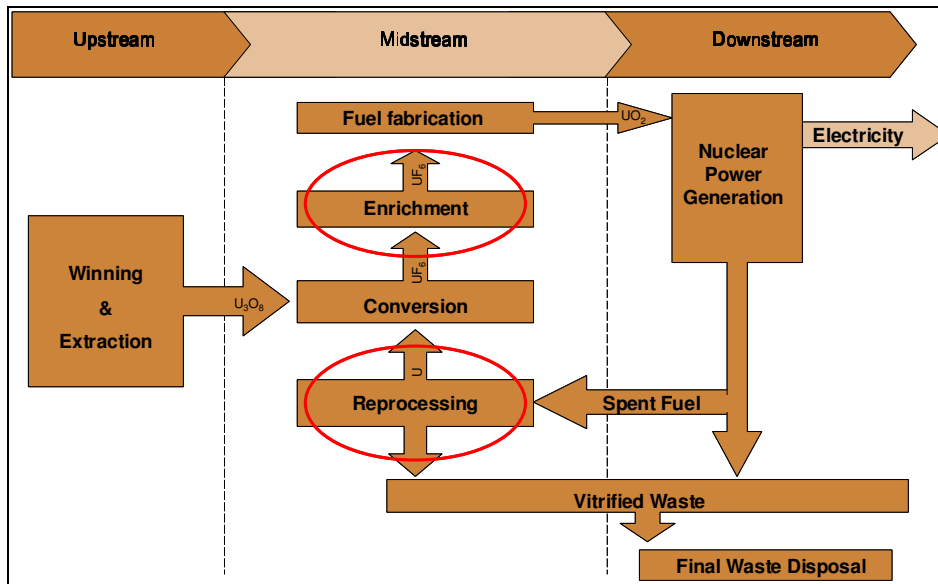 Upstream
Midstream
Downstream
Fuel fabrication
UO₂
Nuclear
Power
Generation
Electricity
UF₆
Enrichment
UF₆
Winning
&
Extraction
U₃O₈
Conversion
U
Reprocessing
Spent Fuel
Vitrified Waste
Final Waste Disposal